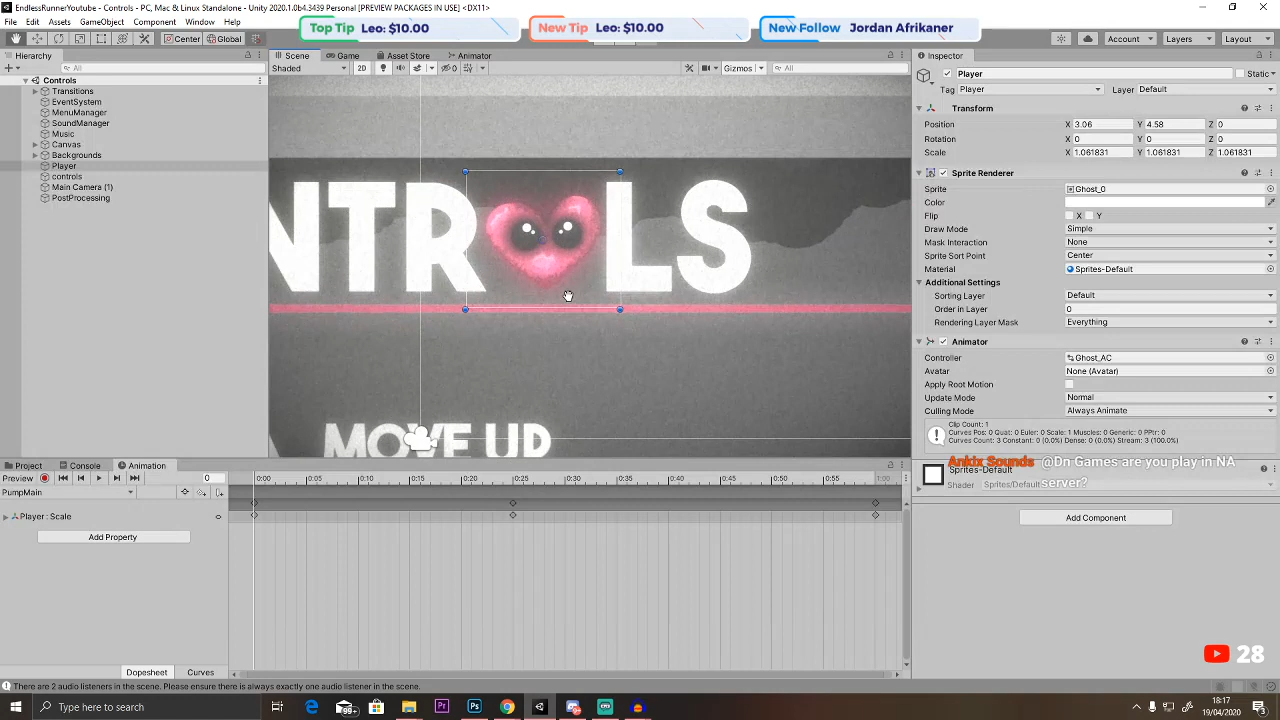 EndlessRunnerYoutube - Controls - PC, Mac & Linux Standalone - Unity 2020.1.0b4.3439 Personal [PREVIEW PACKAGES IN USE] <DX11>
File Edit Assets GameObject Component Window Help
Top Tip Leo: $10.00
New Tip Leo: $10.00
New Follow Jordan Afrikaner
Center Global
Account Layers Layout
Hierarchy
All
Controls
Transitions
EventSystem
MenuManager
SoundManager
Music
Canvas
Backgrounds
Player
controls
Main Camera (1)
PostProcessing
Scene Game Asset Store Animator
Shaded 2D 0 Gizmos All
NTR LS
MOVE UP
Inspector
Player Static
Tag Player Layer Default
Transform
Position X 3.06 Y 4.58 Z 0
Rotation X 0 Y 0 Z 0
Scale X 1.061831 Y 1.061831 Z 1.061831
Sprite Renderer
Sprite Ghost_0
Color
Flip X Y
Draw Mode Simple
Mask Interaction None
Sprite Sort Point Center
Material Sprites-Default
Additional Settings
Sorting Layer Default
Order in Layer 0
Rendering Layer Mask Everything
Animator
Controller Ghost_AC
Avatar None (Avatar)
Apply Root Motion
Update Mode Normal
Culling Mode Always Animate
Clip Count: 1
Curves Pos: 0 Quat: 0 Euler: 0 Scale: 1 Muscles: 0 Generic: 0 PPtr: 0
Curves Count: 3 Constant: 0 (0.0%) Dense: 0 (0.0%) Stream: 3 (100.0%)
Ankix Sounds @Dn Games are you play in NA server?
Sprites-Default
Shader Sprites/Default
Add Component
Project Console Animation
Preview 0
0:00 0:05 0:10 0:15 0:20 0:25 0:30 0:35 0:40 0:45 0:50 0:55 1:00
PumpMain
Player : Scale
Add Property
Dopesheet Curves
28
There are 2 audio listeners in the scene. Please ensure there is always exactly one audio listener in the scene.
Type here to search
18:17
19/04/2020